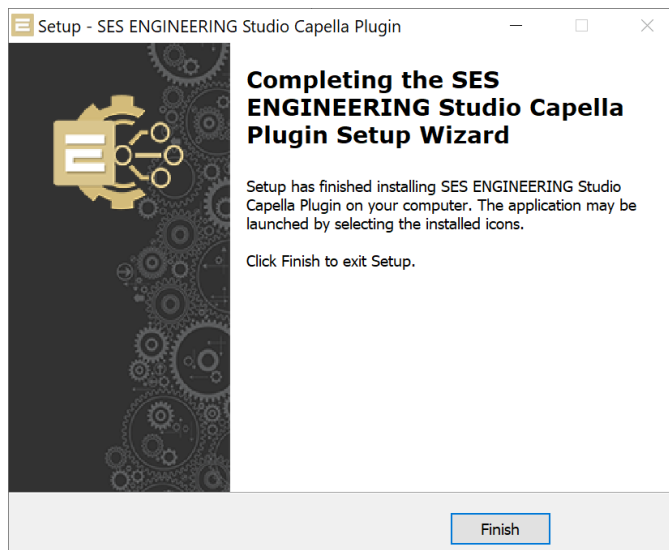 Setup - SES ENGINEERING Studio Capella Plugin
Completing the SES
ENGINEERING Studio Capella
Plugin Setup Wizard
Setup has finished installing SES ENGINEERING Studio
Capella Plugin on your computer. The application may be
launched by selecting the installed icons.
Click Finish to exit Setup.
Finish